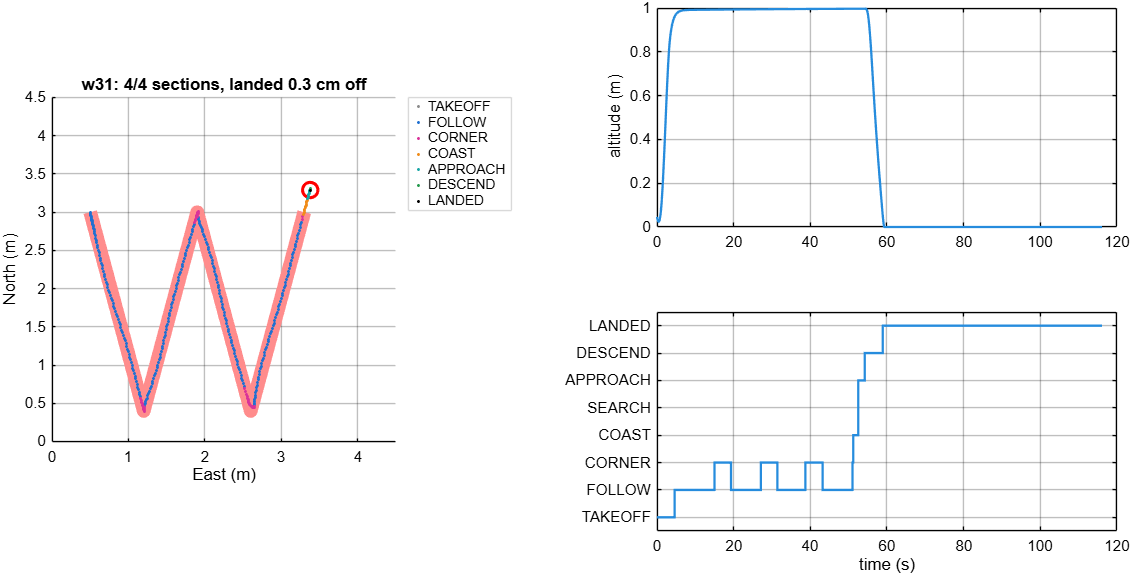 w31: 4/4 sections, landed 0.3 cm off
4.5
4
3.5
3
2.5
2
1.5
1
0.5
0
North (m)
0 1 2 3 4
East (m)
TAKEOFF
FOLLOW
CORNER
COAST
APPROACH
DESCEND
LANDED
1
0.8
0.6
0.4
0.2
0
altitude (m)
0 20 40 60 80 100 120
LANDED
DESCEND
APPROACH
SEARCH
COAST
CORNER
FOLLOW
TAKEOFF
0 20 40 60 80 100 120
time (s)